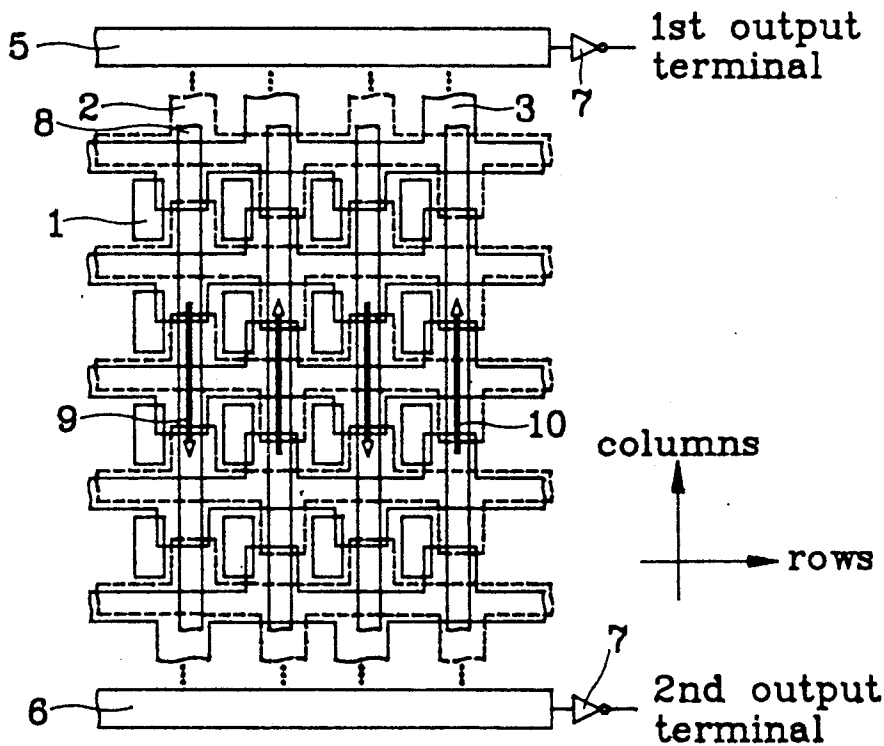 5
1st output
terminal
7
2
3
8
1
9
10
columns
rows
7
6
2nd output
terminal